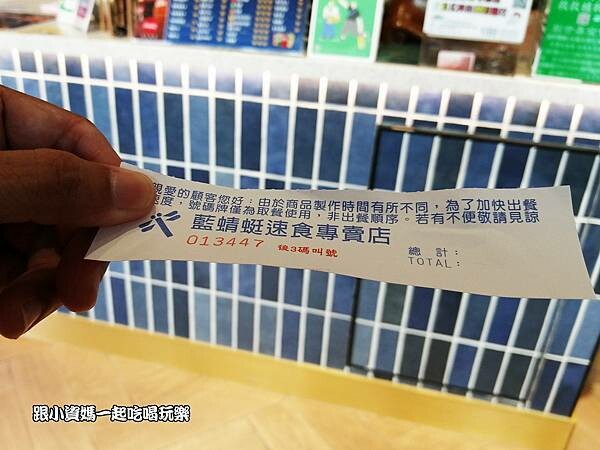 親愛的顧客您好：由於商品製作時間有所不同，為了加快出餐
速度，號碼牌僅為取餐使用，非出餐順序。若有不便敬請見諒
藍蜻蜓速食專賣店
013447 後3碼叫號
總計：
TOTAL：
跟小資媽一起吃喝玩樂